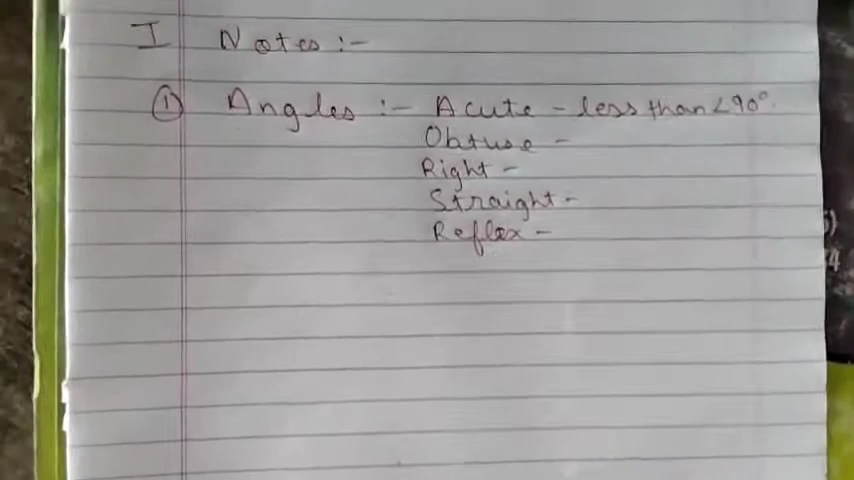 I Notes :-
① Angles :- Acute - less than < 90°
Obtuse -
Right -
Straight -
Reflex -